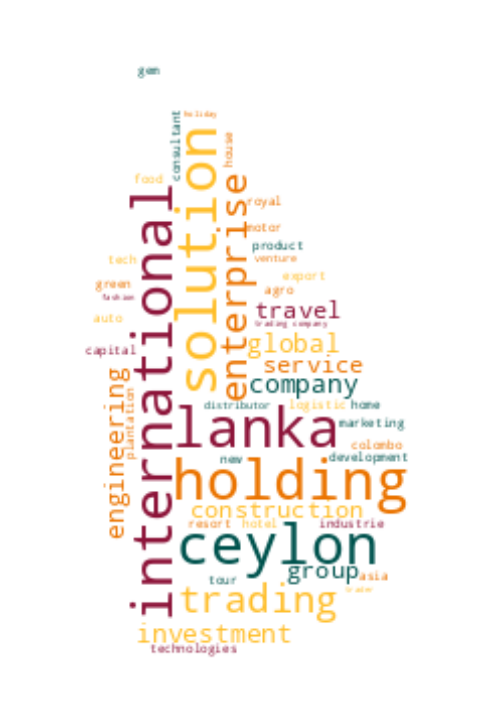 gem
holiday
consultant
solution
house
food
enterprise
international
royal
motor
product
tech
venture
export
green
agro
fashion
travel
auto
trading company
global
capital
service
engineering
company
plantation
distributor
logistic
home
lanka
marketing
colombo
new
development
holding
construction
resort
hotel
industrie
ceylon
group
asia
tour
trading
trader
investment
technologies